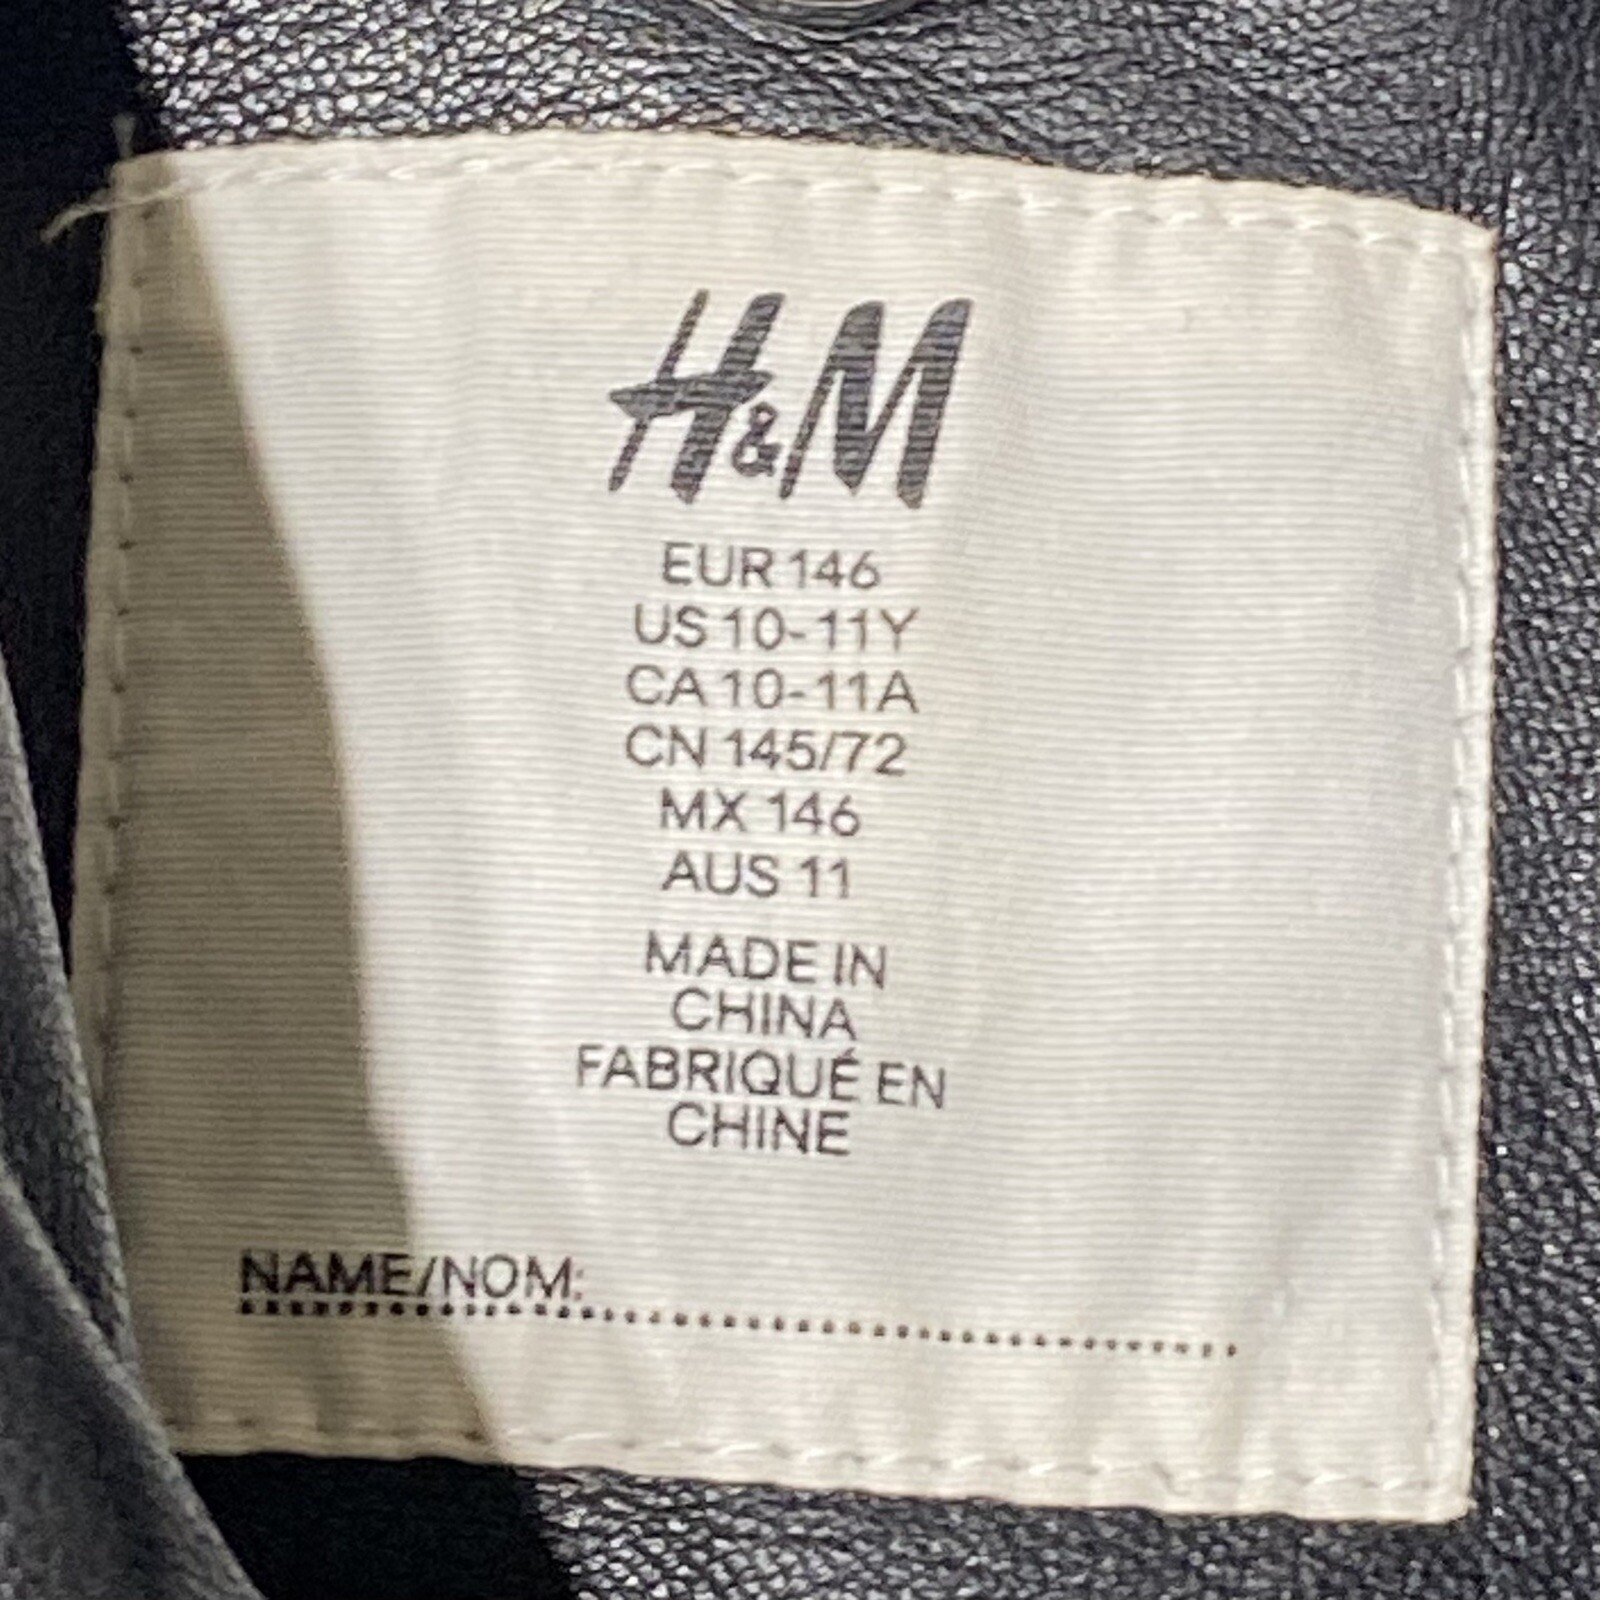 H&M
EUR 146
US 10-11Y
CA 10-11A
CN 145/72
MX 146
AUS 11
MADE IN
CHINA
FABRIQUÉ EN
CHINE
NAME/NOM: